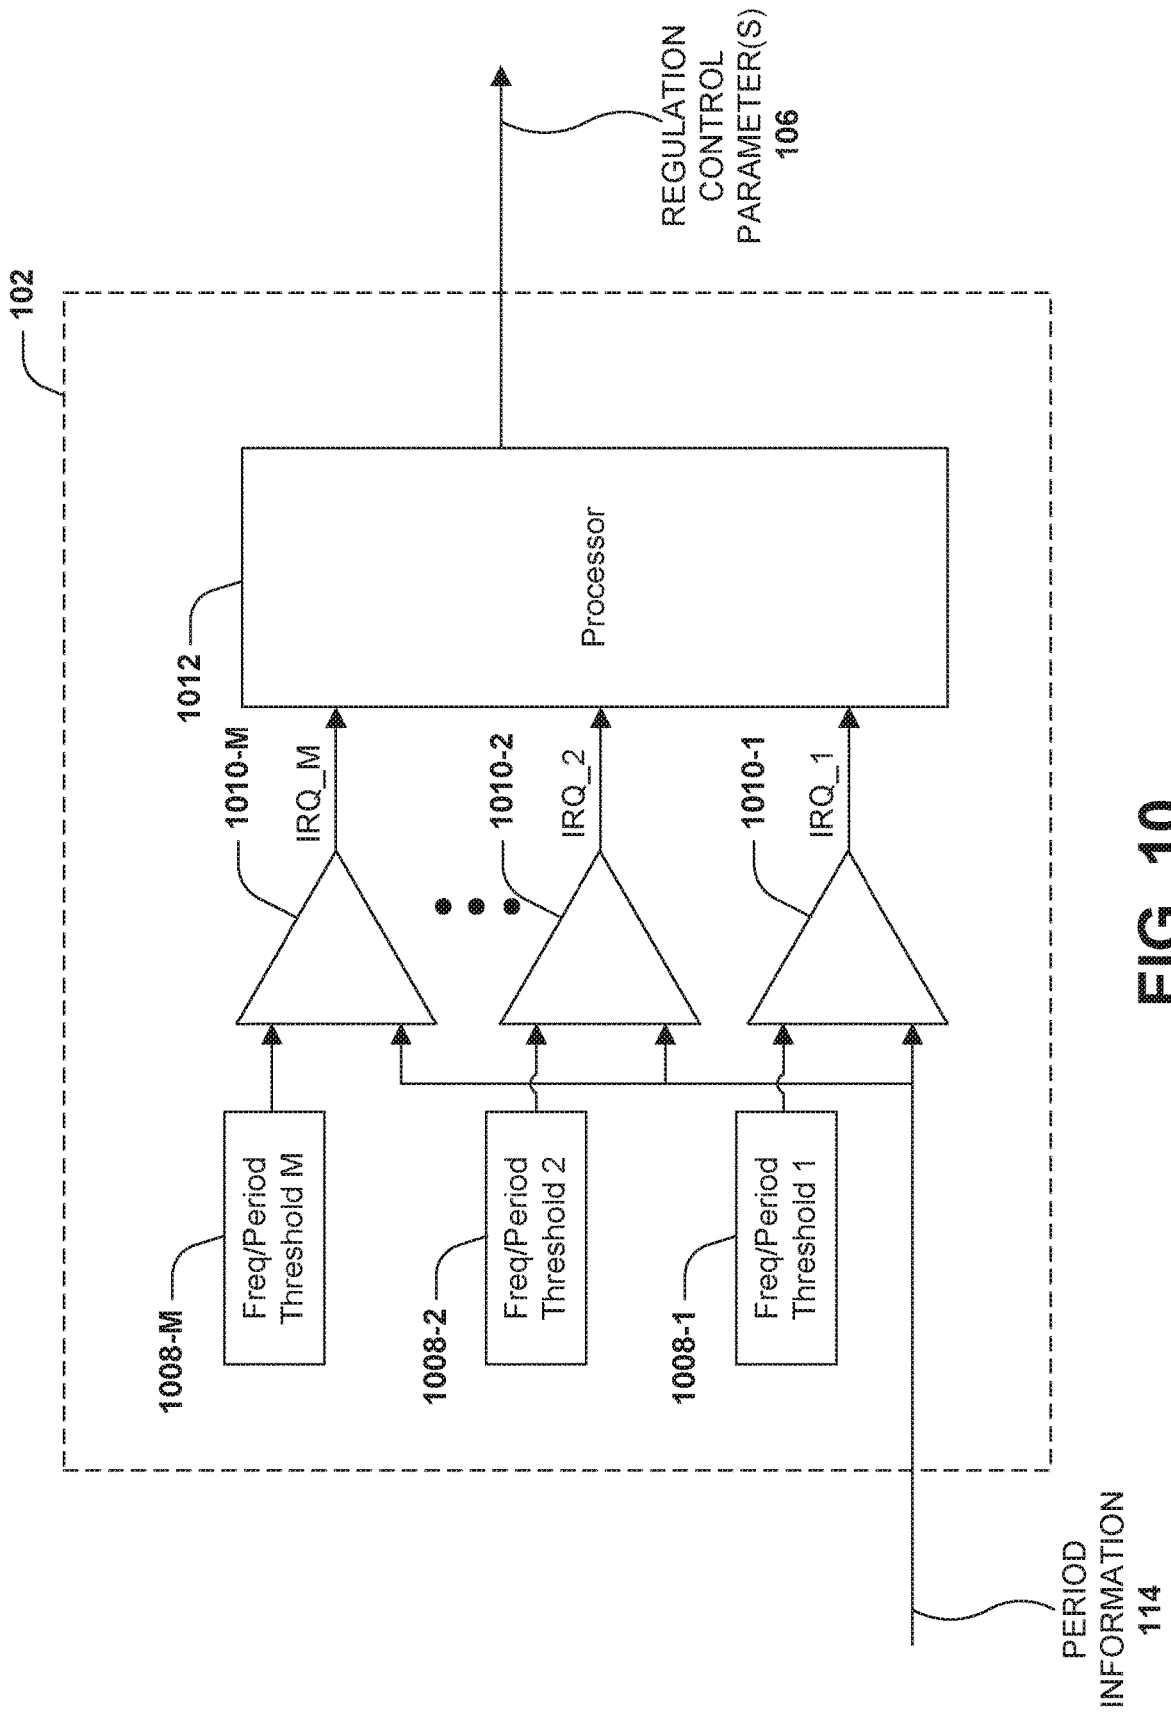 102
1008-M
Freq/Period
Threshold M
1010-M
IRQ_M
1012
1008-2
Freq/Period
Threshold 2
1010-2
IRQ_2
Processor
1008-1
Freq/Period
Threshold 1
1010-1
IRQ_1
REGULATION
CONTROL
PARAMETER(S)
106
PERIOD
INFORMATION
114
FIG. 10